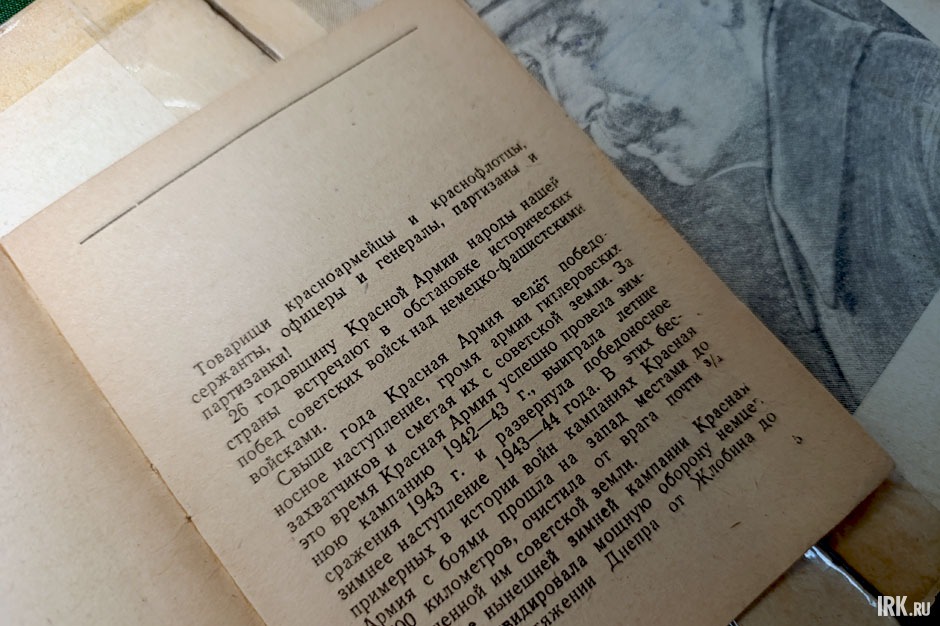 Товарищи красноармейцы и краснофлотцы,
сержанты, офицеры и генералы, партизаны и
партизанки!
26 годовщину Красной Армии народы нашей
страны встречают в обстановке исторических
побед советских войск над немецко-фашистскими
войсками.
Свыше года Красная Армия ведёт победо-
носное наступление, громя армии гитлеровских
захватчиков и сметая их с советской земли. За
это время Красная Армия успешно провела зим-
нюю кампанию 1942—43 г., выиграла летние
сражения 1943 г. и развернула победоносное
зимнее наступление 1943—44 года. В этих бес-
примерных в истории войн кампаниях Красная
Армия с боями прошла на запад местами до
00 километров, очистила от врага почти 3/4
ченной им советской земли.
нынешней зимней кампании Красная
видировала мощную оборону немцев
тяжении Днепра от Жлобина до
IRK.RU